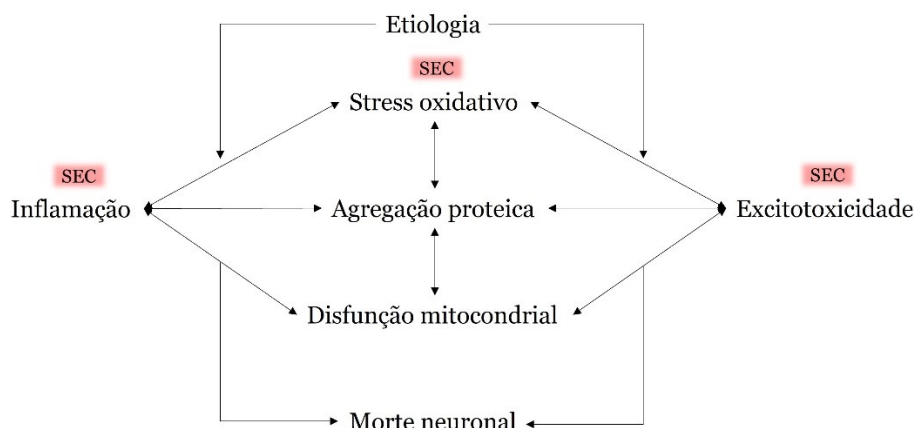 Etiologia
SEC
Stress oxidativo
SEC
SEC
Inflamação
Agregação proteica
Excitotoxicidade
Disfunção mitocondrial
Morte neuronal